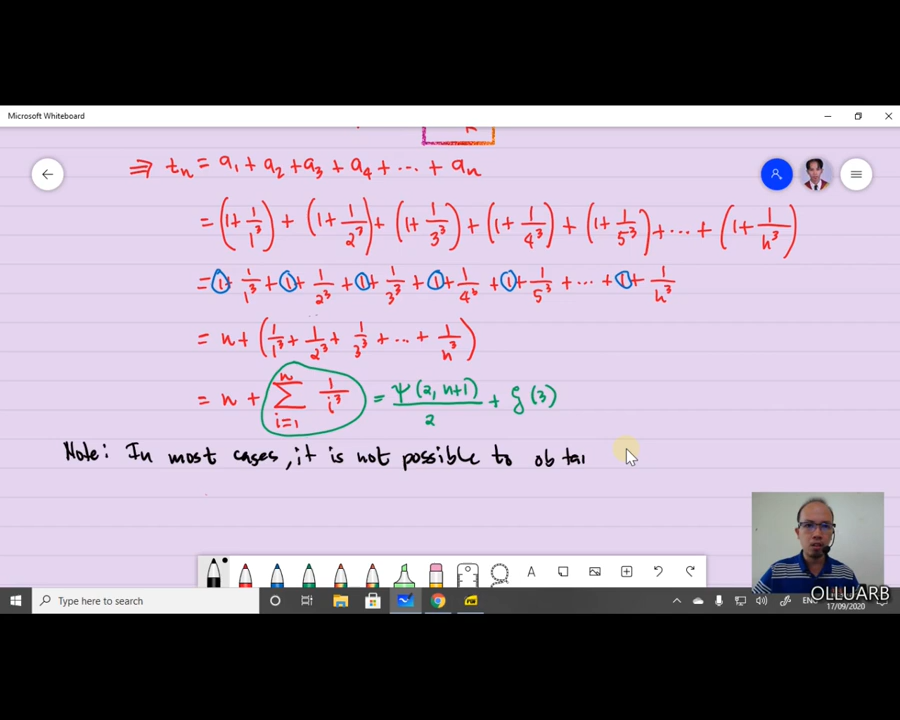 Microsoft Whiteboard
⇒ tn = a1 + a2 + a3 + a4 + ... + an
= (1+ 1/1³) + (1+ 1/2³) + (1+ 1/3³) + (1+ 1/4³) + (1+ 1/5³) + ... + (1+ 1/n³)
= 1+ 1/1³ + 1+ 1/2³ + 1+ 1/3³ + 1+ 1/4³ + 1+ 1/5³ + ... + 1+ 1/n³
= n + (1/1³ + 1/2³ + 1/3³ + ... + 1/n³)
= n + n∑i=1 1/i³ = Ψ(2, n+1)/2 + ζ(3)
Note: In most cases, it is not possible to obtai
A
Type here to search
OLLUARB
17/09/2020